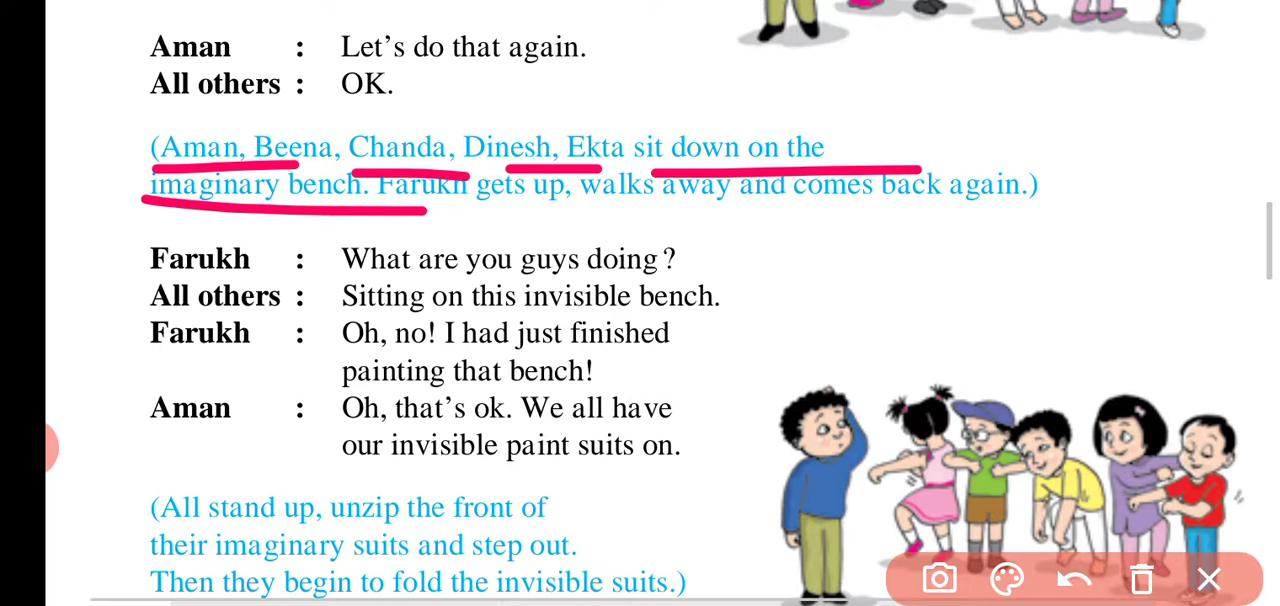 Aman : Let's do that again.
All others : OK.
(Aman, Beena, Chanda, Dinesh, Ekta sit down on the
imaginary bench. Farukh gets up, walks away and comes back again.)
Farukh : What are you guys doing?
All others : Sitting on this invisible bench.
Farukh : Oh, no! I had just finished
painting that bench!
Aman : Oh, that's ok. We all have
our invisible paint suits on.
(All stand up, unzip the front of
their imaginary suits and step out.
Then they begin to fold the invisible suits.)